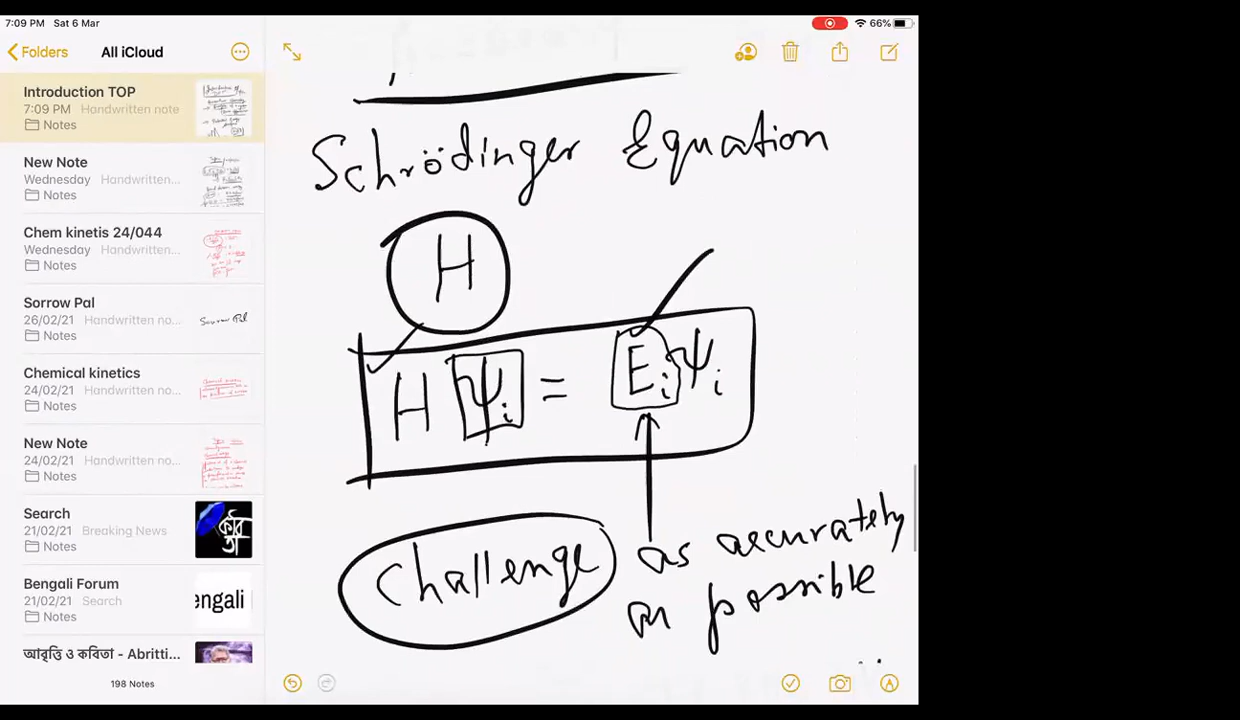 7:09 PM Sat 6 Mar
66%
Folders
All iCloud
Introduction TOP
7:09 PM Handwritten note
Notes
New Note
Wednesday Handwritten...
Notes
Chem kinetis 24/044
Wednesday Handwritten...
Notes
Sorrow Pal
26/02/21 Handwritten no...
Notes
Chemical kinetics
24/02/21 Handwritten no...
Notes
New Note
24/02/21 Handwritten no...
Notes
Search
21/02/21 Breaking News
Notes
Bengali Forum
21/02/21 Search
Notes
engali
আবৃত্তি ও কবিতা - Abritti...
198 Notes
Schrödinger Equation
H
H ψi = Ei ψi
Challenge
as accurately
as possible